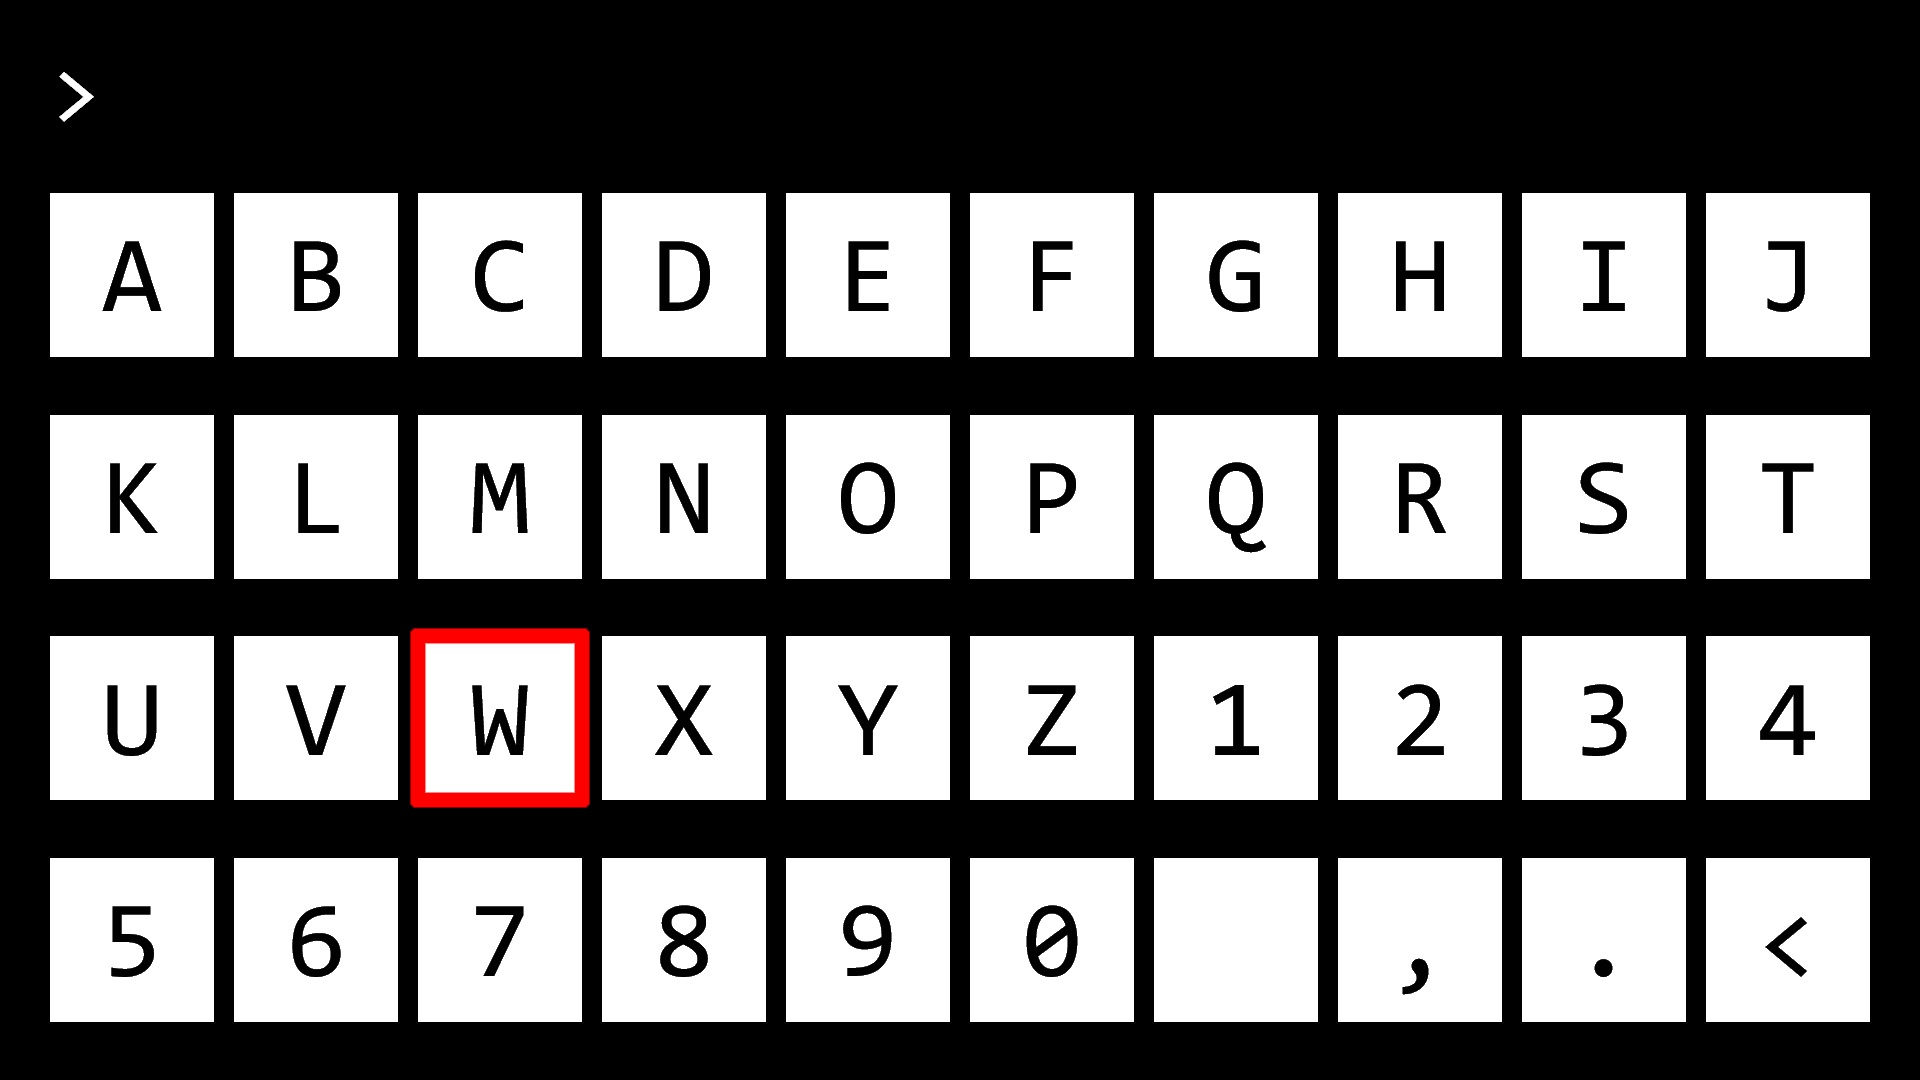 >
A B C D E F G H I J
K L M N O P Q R S T
U V W X Y Z 1 2 3 4
5 6 7 8 9 0 , . <